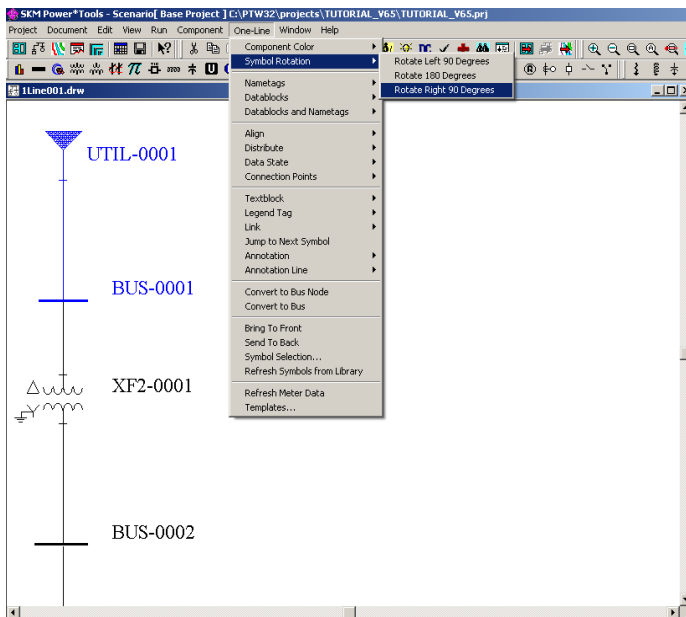 SKM Power*Tools - Scenario[ Base Project ] C:\PTW32\projects\TUTORIAL_V65\TUTORIAL_V65.prj
Project Document Edit View Run Component One-Line Window Help
1Line001.drw
Component Color
Symbol Rotation
Nametags
Datablocks
Datablocks and Nametags
Align
Distribute
Data State
Connection Points
Textblock
Legend Tag
Link
Jump to Next Symbol
Annotation
Annotation Line
Convert to Bus Node
Convert to Bus
Bring To Front
Send To Back
Symbol Selection...
Refresh Symbols from Library
Refresh Meter Data
Templates...
Rotate Left 90 Degrees
Rotate 180 Degrees
Rotate Right 90 Degrees
UTIL-0001
BUS-0001
XF2-0001
BUS-0002